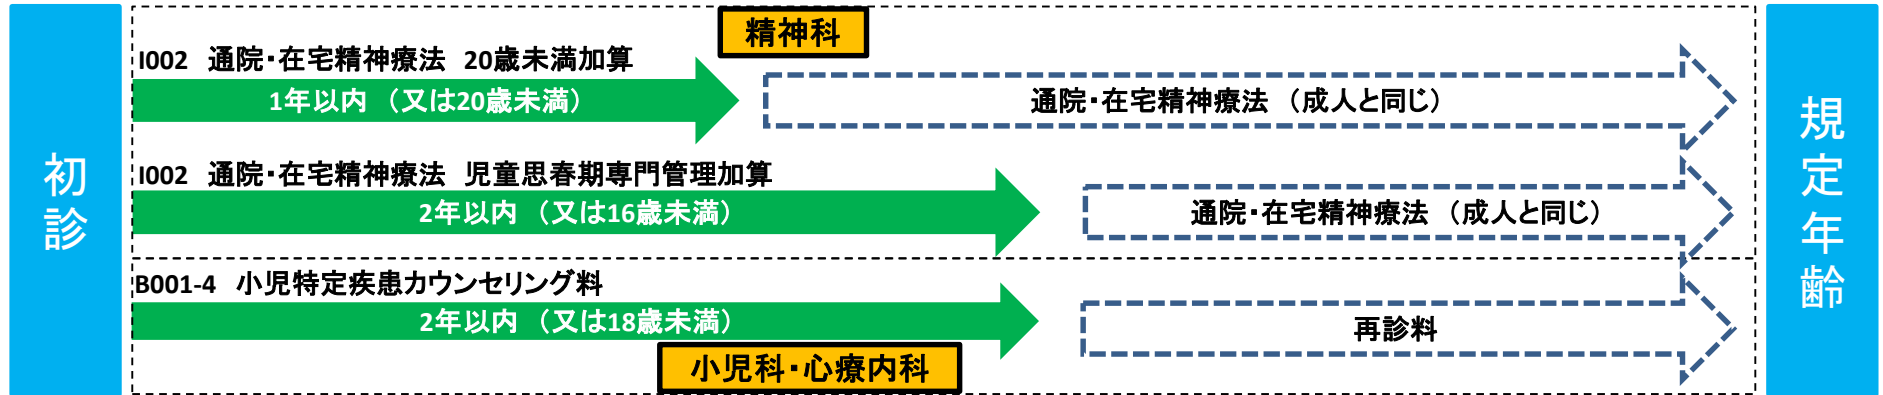 初診
精神科
I002 通院・在宅精神療法 20歳未満加算
1年以内 （又は20歳未満）
通院・在宅精神療法 （成人と同じ）
I002 通院・在宅精神療法 児童思春期専門管理加算
2年以内 （又は16歳未満）
通院・在宅精神療法 （成人と同じ）
B001-4 小児特定疾患カウンセリング料
2年以内 （又は18歳未満）
再診料
小児科・心療内科
規定年齢